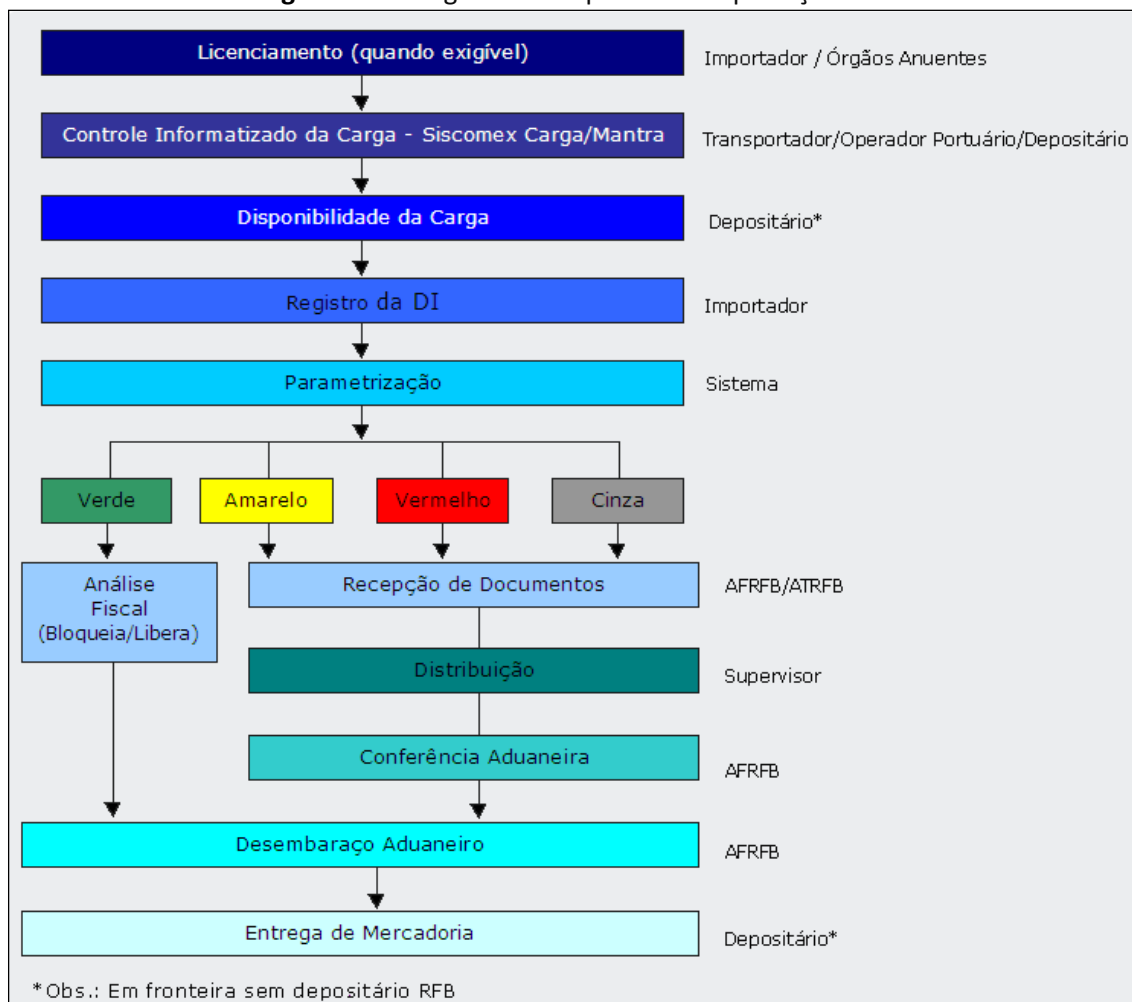 Licenciamento (quando exigível)
Importador / Órgãos Anuentes
Controle Informatizado da Carga - Siscomex Carga/Mantra
Transportador/Operador Portuário/Depositário
Disponibilidade da Carga
Depositário*
Registro da DI
Importador
Parametrização
Sistema
Verde
Amarelo
Vermelho
Cinza
Análise
Fiscal
(Bloqueia/Libera)
Recepção de Documentos
AFRFB/ATRFB
Distribuição
Supervisor
Conferência Aduaneira
AFRFB
Desembaraço Aduaneiro
AFRFB
Entrega de Mercadoria
Depositário*
*Obs.: Em fronteira sem depositário RFB